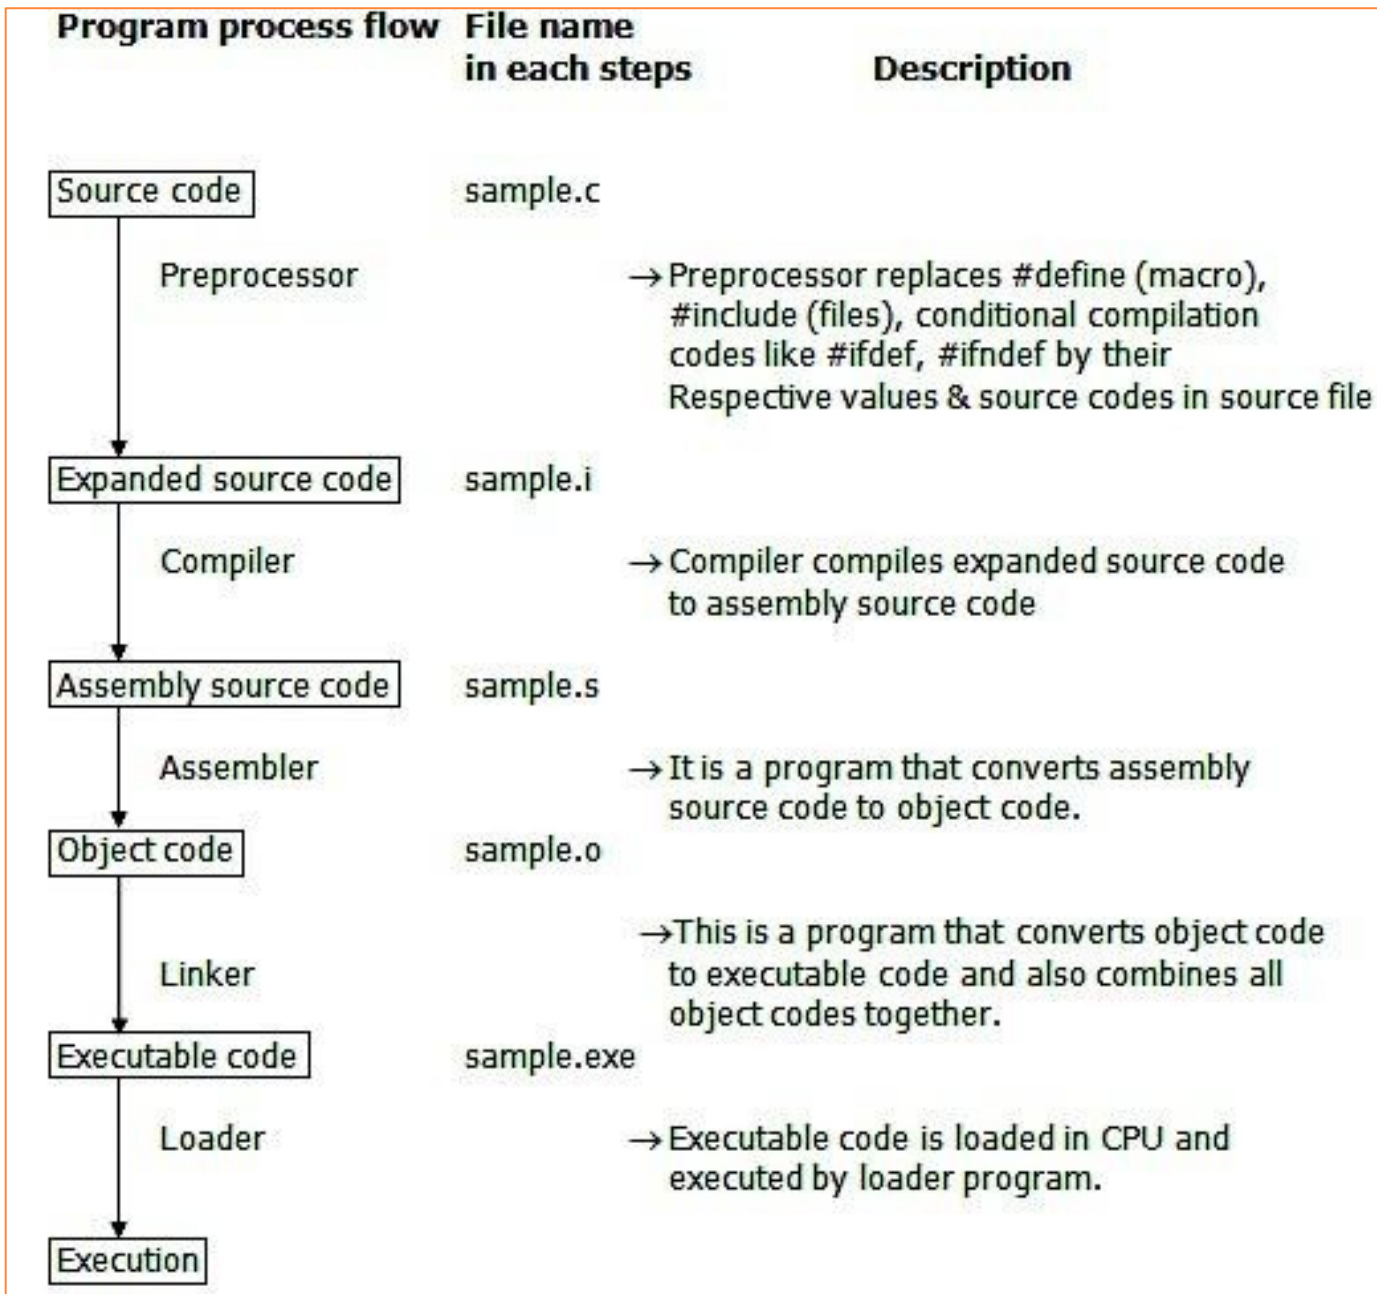 Program process flow File name
in each steps Description
Source code sample.c
Preprocessor → Preprocessor replaces #define (macro),
#include (files), conditional compilation
codes like #ifdef, #ifndef by their
Respective values & source codes in source file
Expanded source code sample.i
Compiler → Compiler compiles expanded source code
to assembly source code
Assembly source code sample.s
Assembler → It is a program that converts assembly
source code to object code.
Object code sample.o
→This is a program that converts object code
Linker to executable code and also combines all
object codes together.
Executable code sample.exe
Loader → Executable code is loaded in CPU and
executed by loader program.
Execution